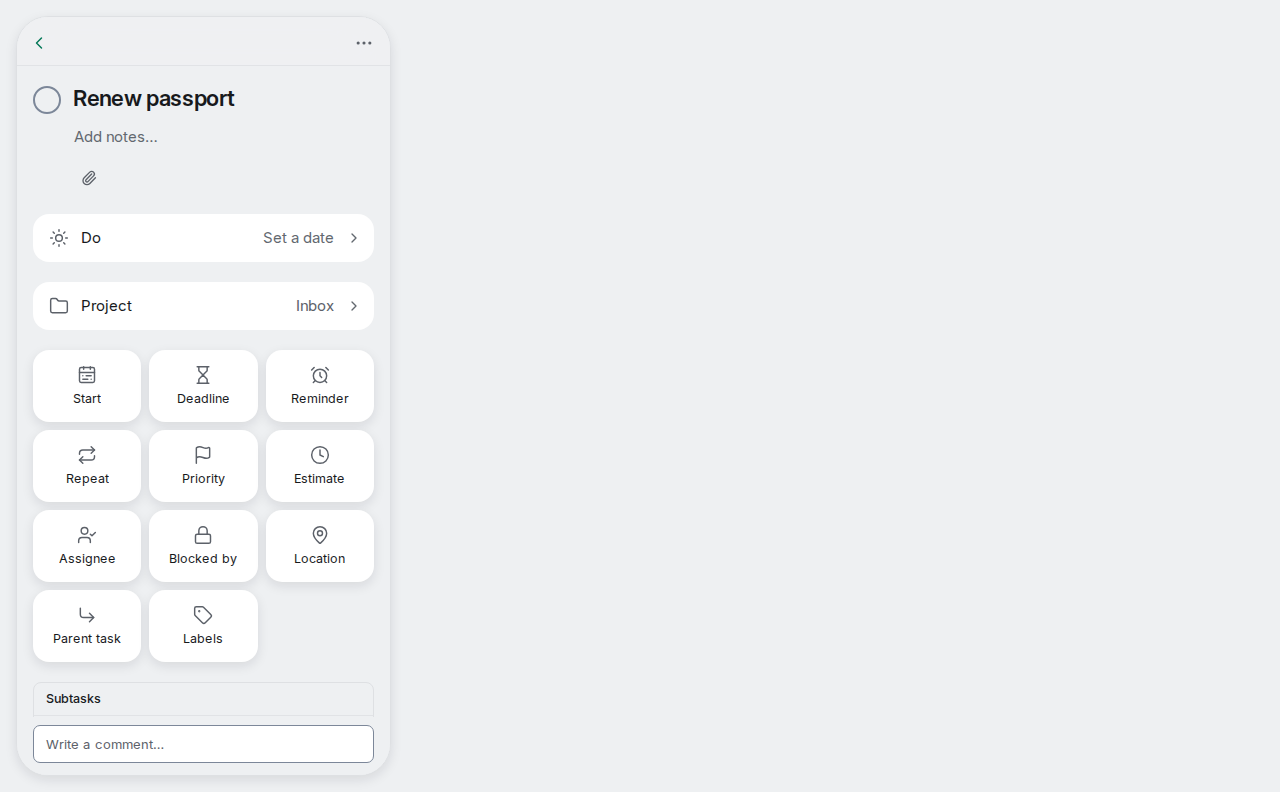 Renew passport
Add notes...
Do Set a date
Project Inbox
Start Deadline Reminder
Repeat Priority Estimate
Assignee Blocked by Location
Parent task Labels
Subtasks
Write a comment...